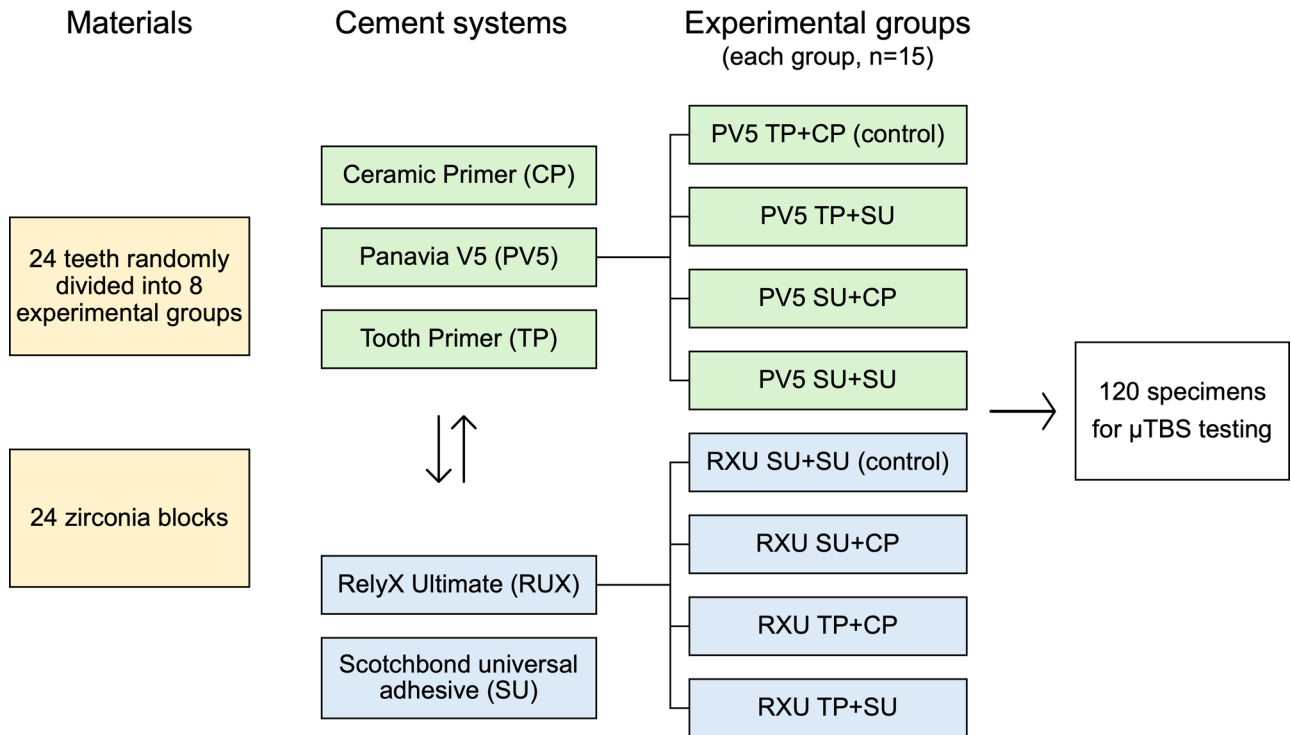 Materials
Cement systems
Experimental groups
(each group, n=15)
24 teeth randomly
divided into 8
experimental groups
24 zirconia blocks
Ceramic Primer (CP)
Panavia V5 (PV5)
Tooth Primer (TP)
RelyX Ultimate (RUX)
Scotchbond universal
adhesive (SU)
PV5 TP+CP (control)
PV5 TP+SU
PV5 SU+CP
PV5 SU+SU
RXU SU+SU (control)
RXU SU+CP
RXU TP+CP
RXU TP+SU
120 specimens
for µTBS testing